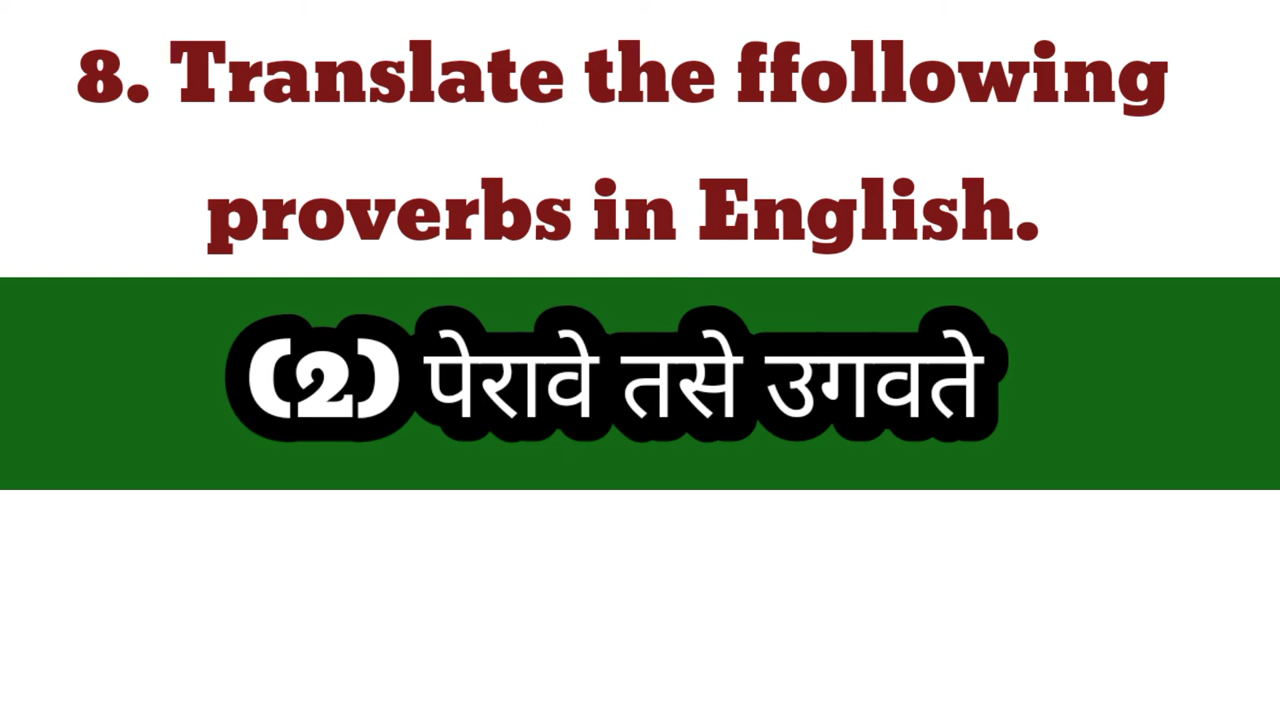 8. Translate the ffollowing
proverbs in English.
(2) पेरावे तसे उगवते